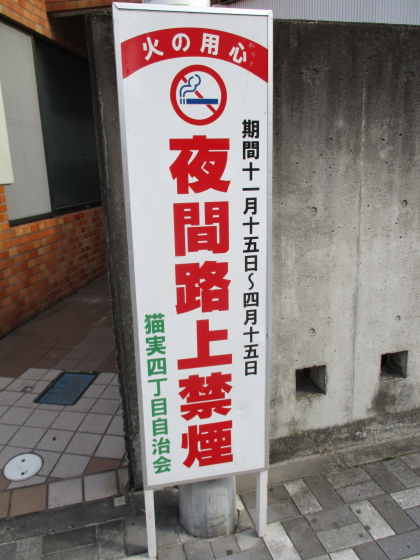 火の用心
夜間路上禁煙
期間十一月十五日～四月十五日
猫実四丁目自治会